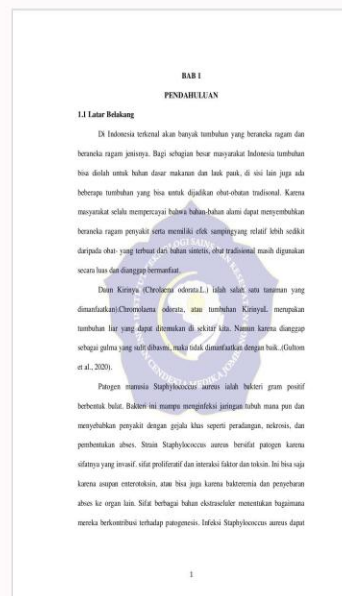 BAB 1
PENDAHULUAN
1.1 Latar Belakang
Di Indonesia terkenal akan banyak tumbuhan yang beraneka ragam dan
beraneka ragam jenisnya. Bagi sebagian besar masyarakat Indonesia tumbuhan
bisa diolah untuk bahan dasar makanan dan lauk pauk, di sisi lain juga ada
beberapa tumbuhan yang bisa untuk dijadikan obat-obatan tradisonal. Karena
masyarakat selalu mempercayai bahwa bahan-bahan alami dapat menyembuhkan
beraneka ragam penyakit serta memiliki efek sampingyang relatif lebih sedikit
daripada obat- yang terbuat dari bahan sintetis, obat tradisional masih digunakan
secara luas dan dianggap bermanfaat.
Daun Kirinyu (Chrolaena odorata.L.) ialah salah satu tanaman yang
dimanfaatkan).Chromolaena odorata, atau tumbuhan KirinyuL. merupakan
tumbuhan liar yang dapat ditemukan di sekitar kita. Namun karena dianggap
sebagai gulma yang sulit dibasmi, maka tidak dimanfaatkan dengan baik..(Gultom
et al., 2020).
Patogen manusia Staphylococcus aureus ialah bakteri gram positif
berbentuk bulat. Bakteri ini mampu menginfeksi jaringan tubuh mana pun dan
menyebabkan penyakit dengan gejala khas seperti peradangan, nekrosis, dan
pembentukan abses. Strain Staphylococcus aureus bersifat patogen karena
sifatnya yang invasif, sifat proliferatif dan interaksi faktor dan toksin. Ini bisa saja
karena asupan enterotoksin, atau bisa juga karena bakteremia dan penyebaran
abses ke organ lain. Sifat berbagai bahan ekstraseluler menentukan bagaimana
mereka berkontribusi terhadap patogenesis. Infeksi Staphylococcus aureus dapat
1